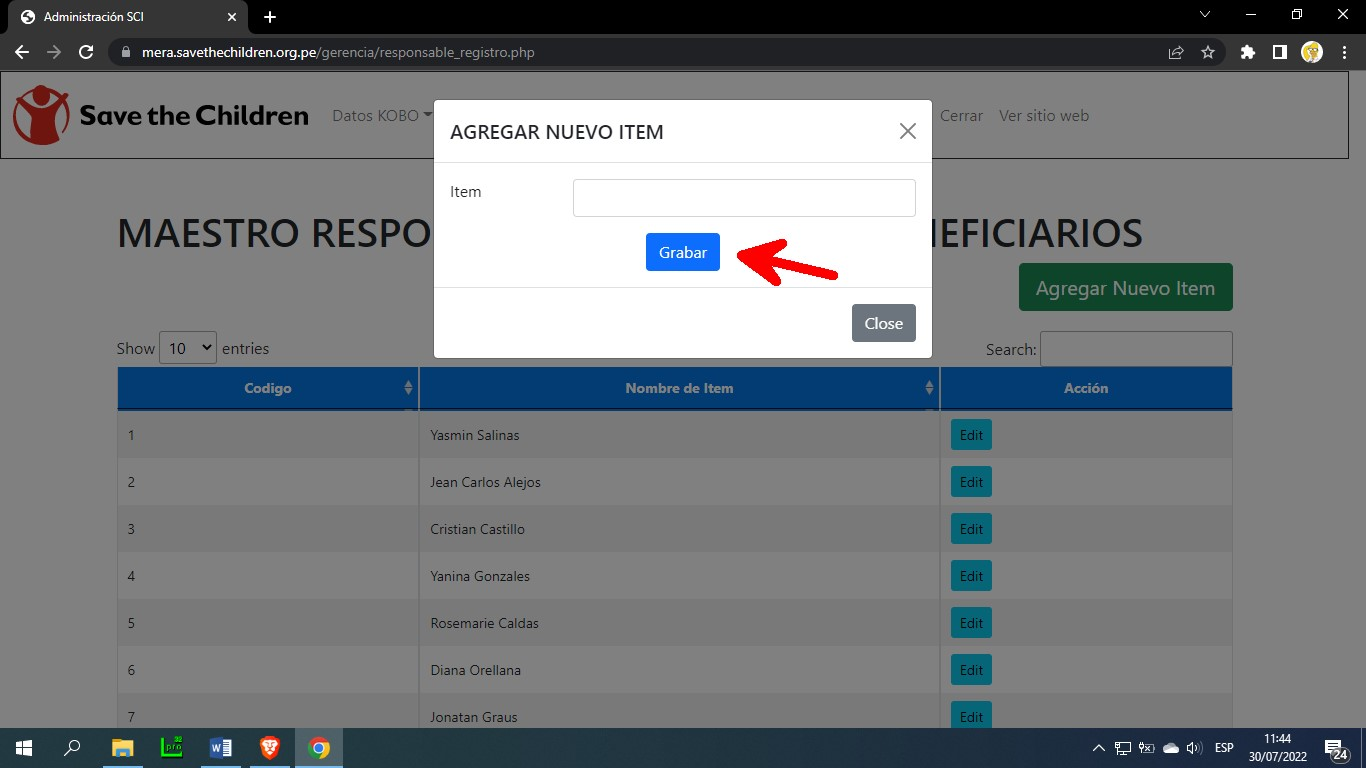 Administración SCI
mera.savethechildren.org.pe/gerencia/responsable_registro.php
Save the Children
Datos KOBO
Cerrar
Ver sitio web
AGREGAR NUEVO ITEM
Item
Grabar
Close
MAESTRO RESPO
EFICIARIOS
Agregar Nuevo Item
Show 10 entries
Search:
Codigo Nombre de Item Acción
1 Yasmin Salinas Edit
2 Jean Carlos Alejos Edit
3 Cristian Castillo Edit
4 Yanina Gonzales Edit
5 Rosemarie Caldas Edit
6 Diana Orellana Edit
7 Jonatan Graus Edit
ESP
11:44
30/07/2022
24